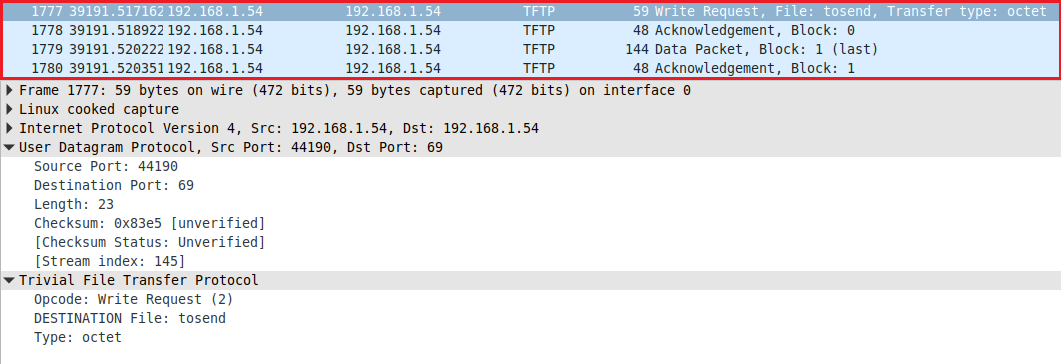 1777 39191.517162 192.168.1.54 192.168.1.54 TFTP 59 Write Request, File: tosend, Transfer type: octet
1778 39191.518922 192.168.1.54 192.168.1.54 TFTP 48 Acknowledgement, Block: 0
1779 39191.520222 192.168.1.54 192.168.1.54 TFTP 144 Data Packet, Block: 1 (last)
1780 39191.520351 192.168.1.54 192.168.1.54 TFTP 48 Acknowledgement, Block: 1
Frame 1777: 59 bytes on wire (472 bits), 59 bytes captured (472 bits) on interface 0
Linux cooked capture
Internet Protocol Version 4, Src: 192.168.1.54, Dst: 192.168.1.54
User Datagram Protocol, Src Port: 44190, Dst Port: 69
Source Port: 44190
Destination Port: 69
Length: 23
Checksum: 0x83e5 [unverified]
[Checksum Status: Unverified]
[Stream index: 145]
Trivial File Transfer Protocol
Opcode: Write Request (2)
DESTINATION File: tosend
Type: octet